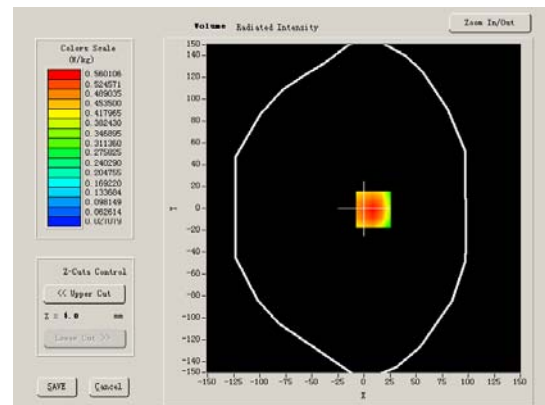 Volume Radiated Intensity
Zoom In/Out
Colors Scale
(W/kg)
0.560106
0.524571
0.489035
0.453500
0.417965
0.382430
0.346895
0.311360
0.275825
0.240290
0.204755
0.169220
0.133684
0.098149
0.062614
0.027079
Z-Cuts Control
<< Upper Cut
Z = 4.0 mm
Lower Cut >>
SAVE
Cancel
150
140
120
100
80
60
40
20
0
-20
-40
-60
-80
-100
-120
-140
-150
Y
-150 -125 -100 -75 -50 -25 0 25 50 75 100 125 150
X